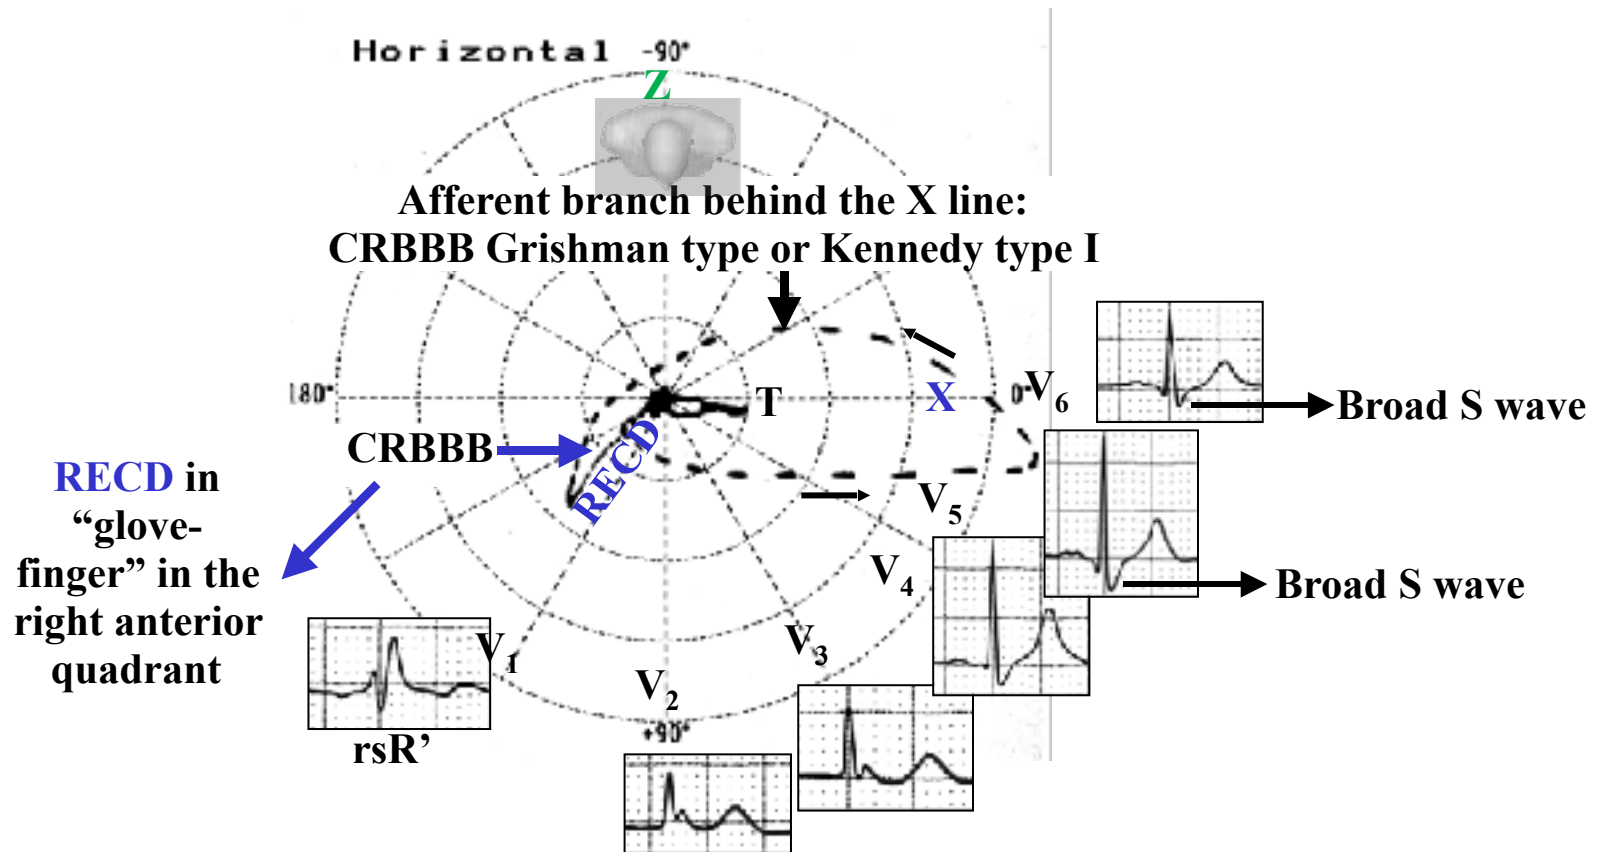 Horizontal -90°
Z
Afferent branch behind the X line:
CRBBB Grishman type or Kennedy type I
180°
T
X
0°
V6
Broad S wave
CRBBB
RECD
RECD in
“glove-
finger” in the
right anterior
quadrant
V5
V4
Broad S wave
V3
V1
V2
+90°
rsR’